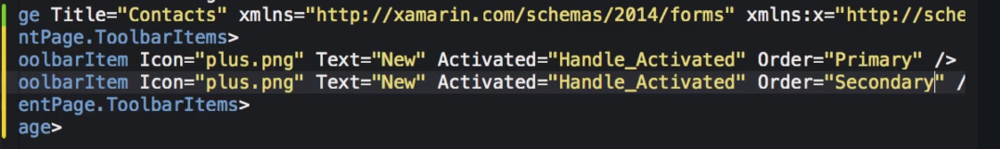 ge Title="Contacts" xmlns="http://xamarin.com/schemas/2014/forms" xmlns:x="http://sche
ntPage.ToolbarItems>
oolbarItem Icon="plus.png" Text="New" Activated="Handle_Activated" Order="Primary" />
oolbarItem Icon="plus.png" Text="New" Activated="Handle_Activated" Order="Secondary" /
entPage.ToolbarItems>
age>